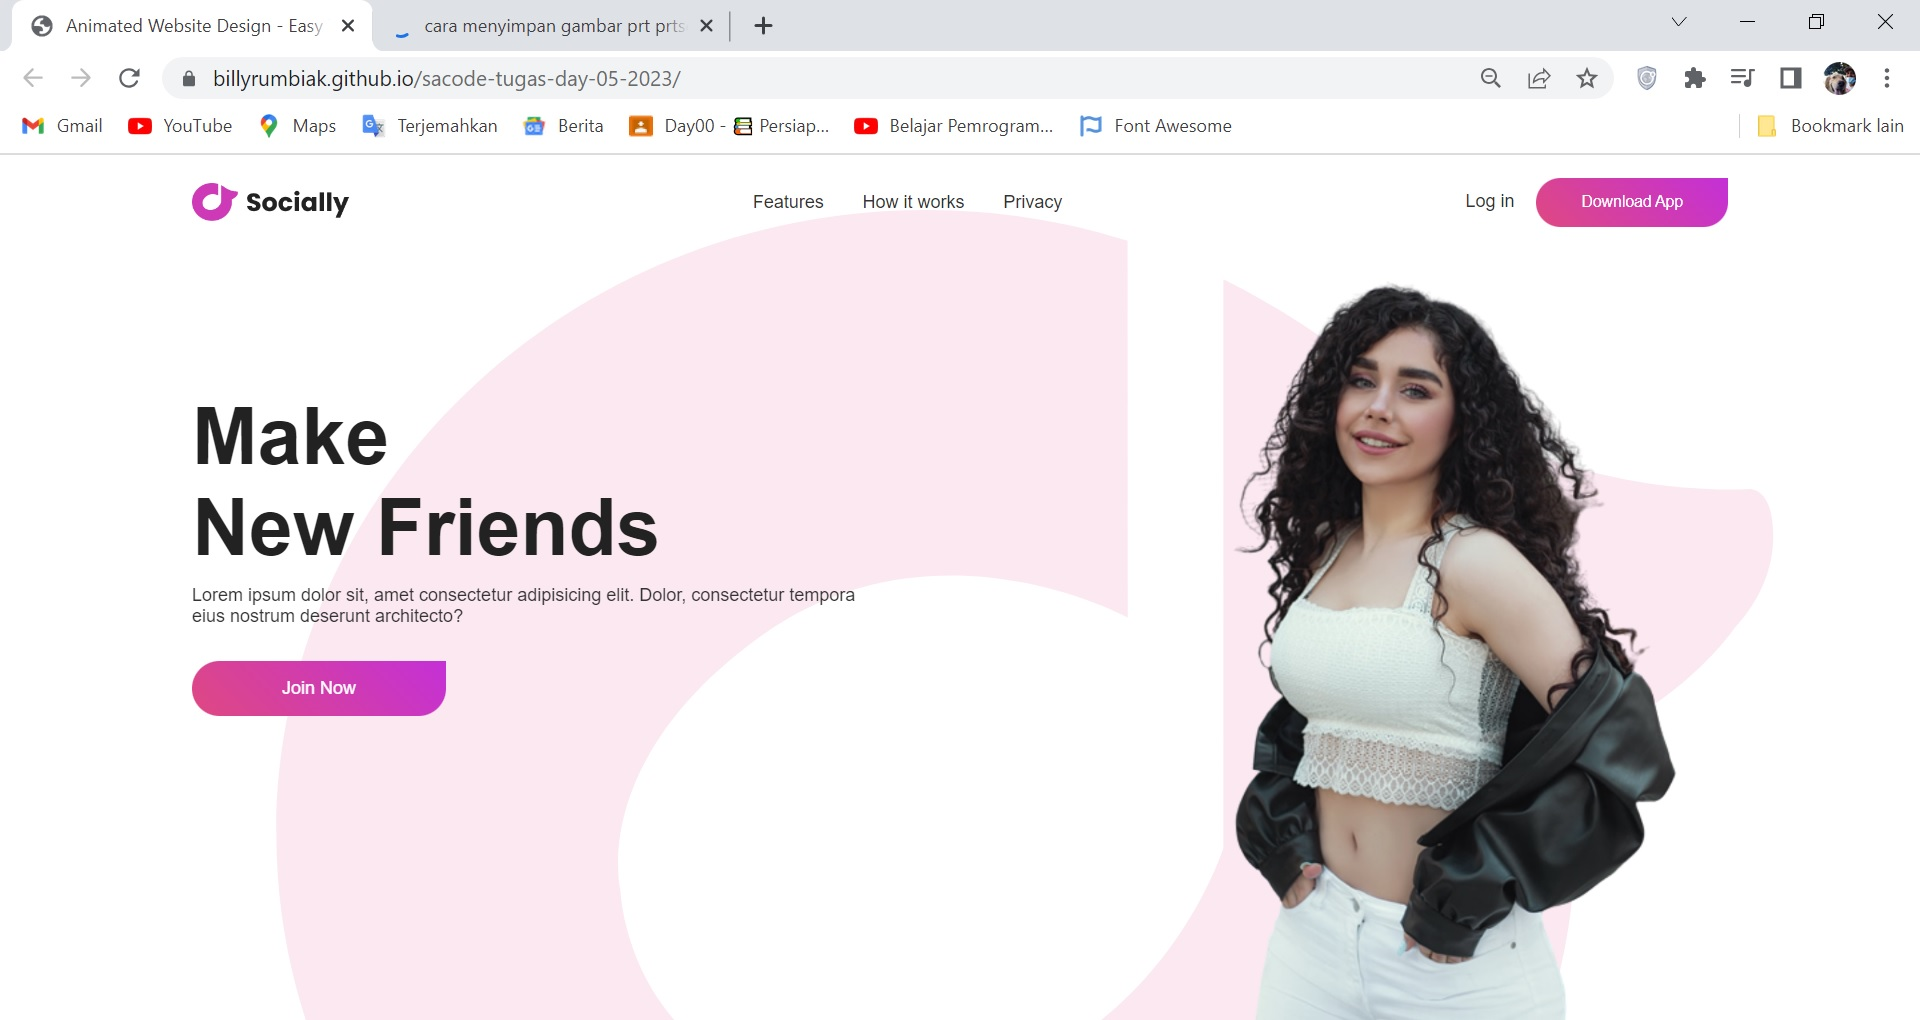 Animated Website Design - Easy
cara menyimpan gambar prt prts
billyrumbiak.github.io/sacode-tugas-day-05-2023/
Gmail YouTube Maps Terjemahkan Berita Day00 - Persiap... Belajar Pemrogram... Font Awesome Bookmark lain
Socially Features How it works Privacy Log in Download App
Make
New Friends
Lorem ipsum dolor sit, amet consectetur adipisicing elit. Dolor, consectetur tempora
eius nostrum deserunt architecto?
Join Now